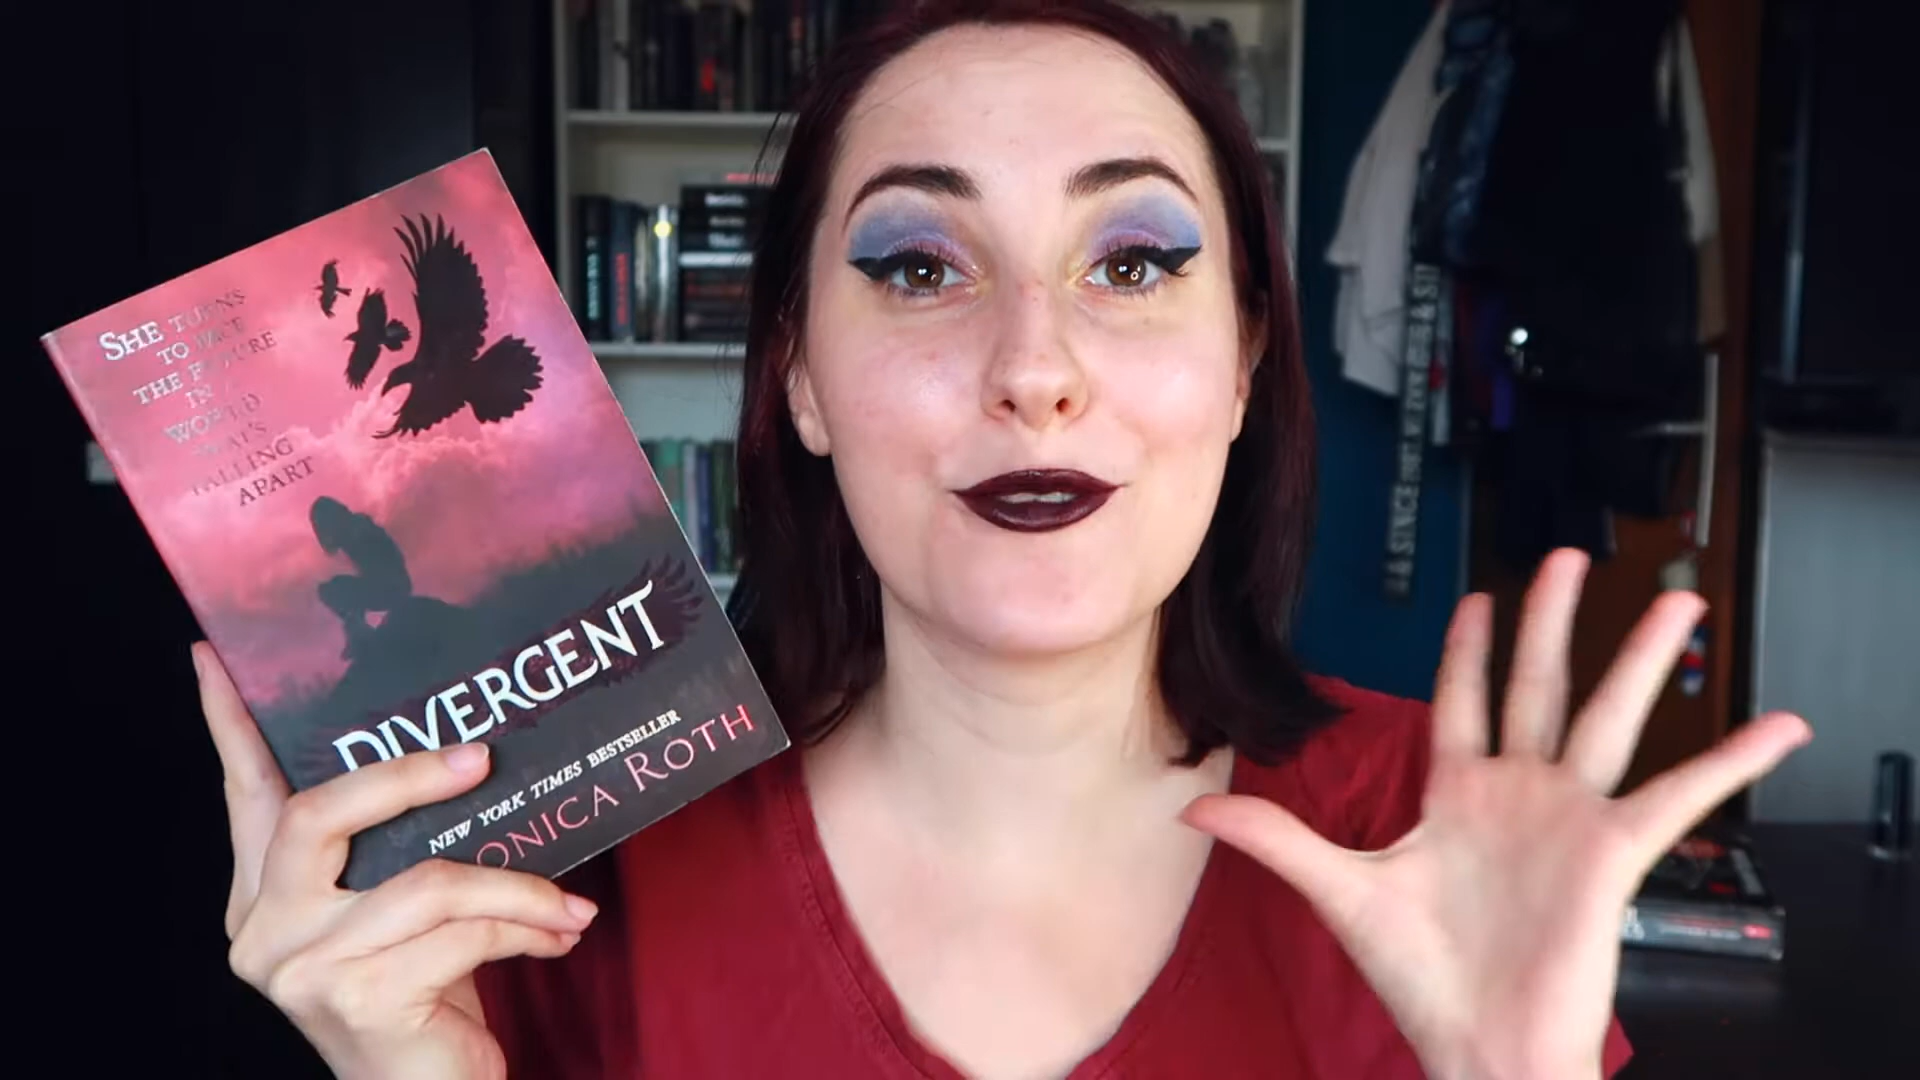 SHE TURNS
TO FACE
THE FUTURE
IN A
WORLD
THAT'S
FALLING
APART
DIVERGENT
NEW YORK TIMES BESTSELLER
ONICA ROTH